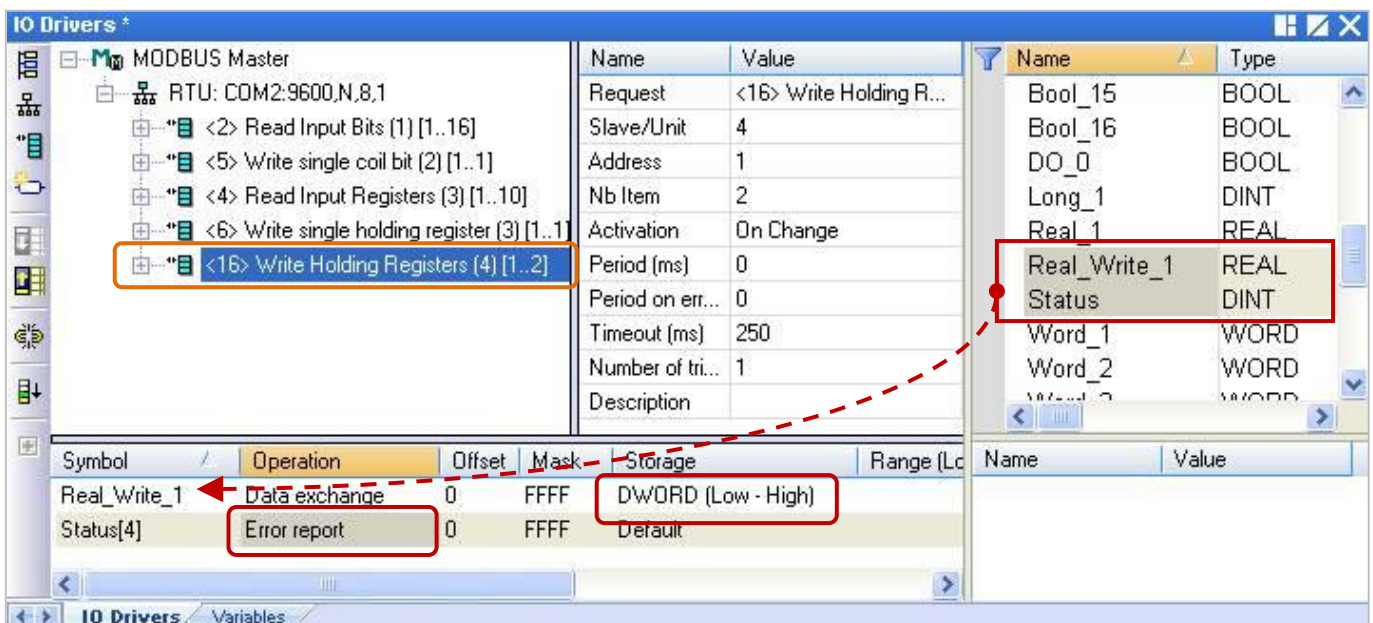 IO Drivers *
MODBUS Master
RTU: COM2:9600,N,8,1
<2> Read Input Bits (1) [1..16]
<5> Write single coil bit (2) [1..1]
<4> Read Input Registers (3) [1..10]
<6> Write single holding register (3) [1..1]
<16> Write Holding Registers (4) [1..2]
Name Value
Request <16> Write Holding R...
Slave/Unit 4
Address 1
Nb Item 2
Activation On Change
Period (ms) 0
Period on err... 0
Timeout (ms) 250
Number of tri... 1
Description
Name Type
Bool_15 BOOL
Bool_16 BOOL
DO_0 BOOL
Long_1 DINT
Real_1 REAL
Real_Write_1 REAL
Status DINT
Word_1 WORD
Word_2 WORD
Symbol Operation Offset Mask Storage Range (Lo
Real_Write_1 Data exchange 0 FFFF DWORD (Low - High)
Status[4] Error report 0 FFFF Default
Name Value
IO Drivers Variables